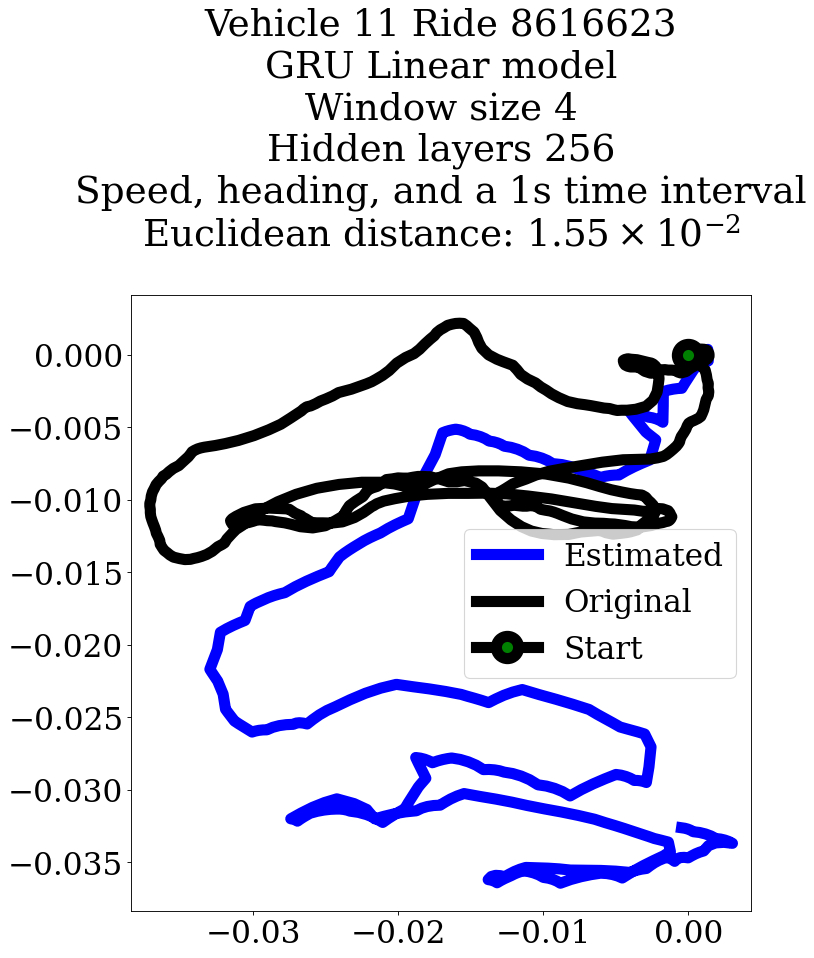 Vehicle 11 Ride 8616623
GRU Linear model
Window size 4
Hidden layers 256
Speed, heading, and a 1s time interval
Euclidean distance: 1.55 × 10⁻²
0.000
−0.005
−0.010
−0.015
−0.020
−0.025
−0.030
−0.035
Estimated
Original
Start
−0.03 −0.02 −0.01 0.00